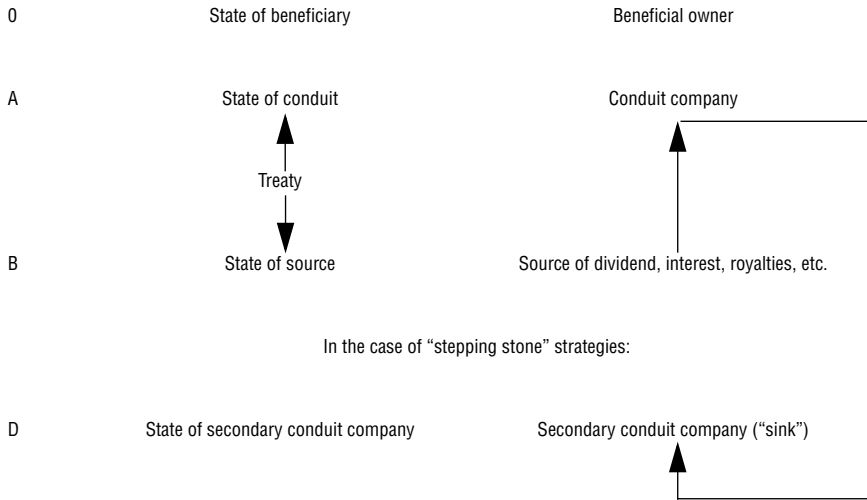 0 State of beneficiary Beneficial owner
A State of conduit Conduit company
Treaty
B State of source Source of dividend, interest, royalties, etc.
In the case of “stepping stone” strategies:
D State of secondary conduit company Secondary conduit company (“sink”)